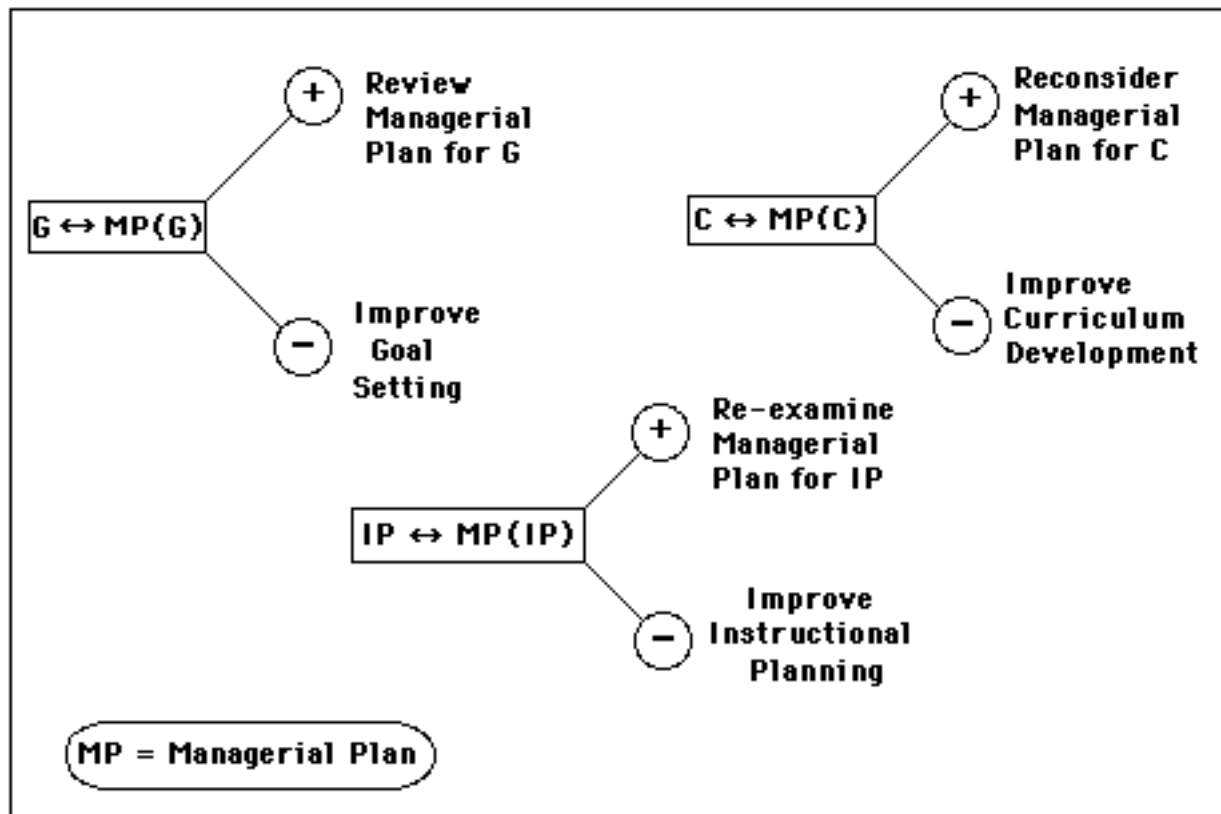 +
Review
Managerial
Plan for G
G ↔ MP(G)
−
Improve
Goal
Setting
+
Reconsider
Managerial
Plan for C
C ↔ MP(C)
−
Improve
Curriculum
Development
+
Re-examine
Managerial
Plan for IP
IP ↔ MP(IP)
−
Improve
Instructional
Planning
MP = Managerial Plan